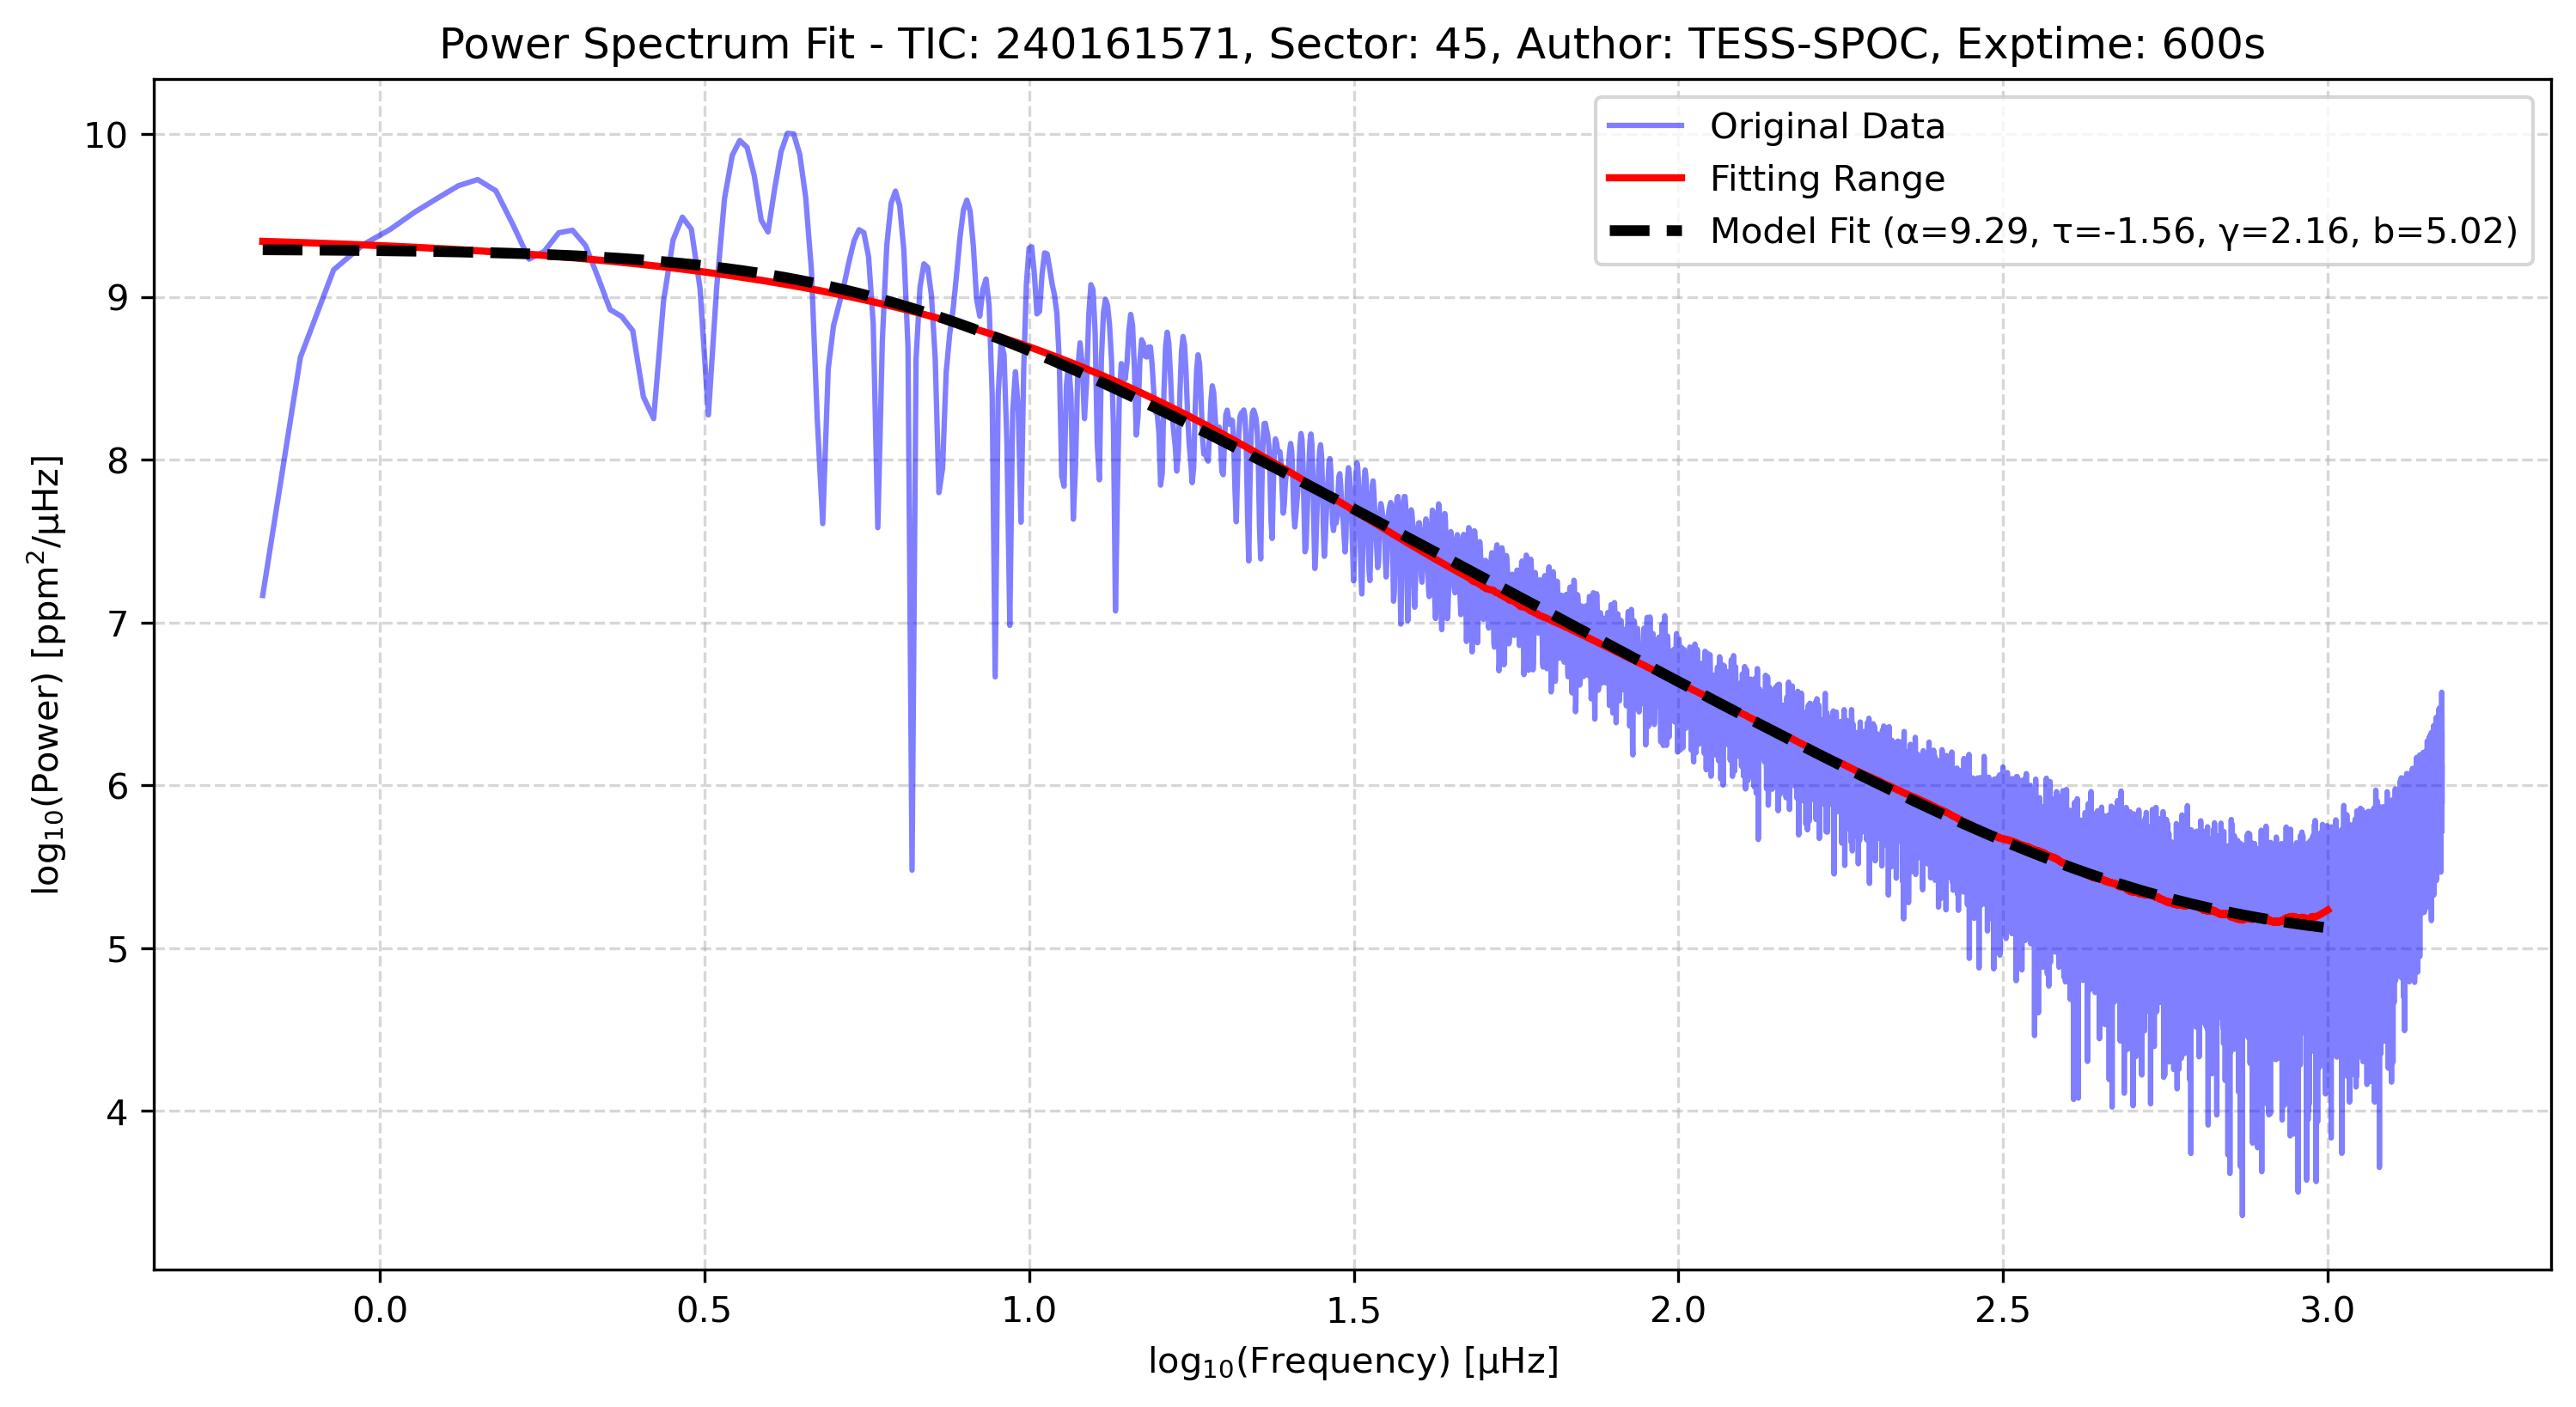 Power Spectrum Fit - TIC: 240161571, Sector: 45, Author: TESS-SPOC, Exptime: 600s
Original Data
Fitting Range
Model Fit (α=9.29, τ=-1.56, γ=2.16, b=5.02)
log₁₀(Power) [ppm²/μHz]
10
9
8
7
6
5
4
0.0 0.5 1.0 1.5 2.0 2.5 3.0
log₁₀(Frequency) [μHz]